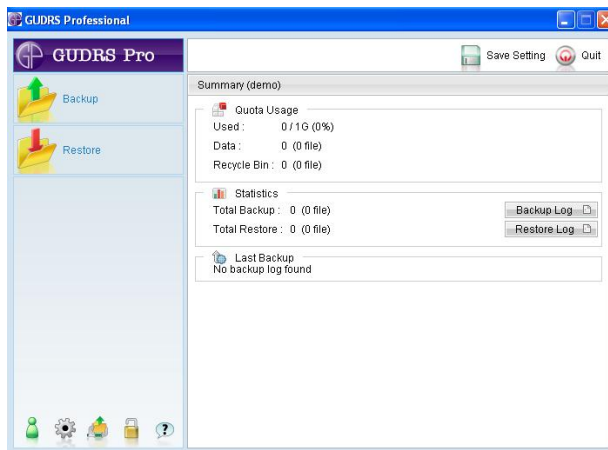 GUDRS Professional
GP GUDRS Pro
Save Setting Quit
Backup
Restore
Summary (demo)
Quota Usage
Used : 0 / 1G (0%)
Data : 0 (0 file)
Recycle Bin : 0 (0 file)
Statistics
Total Backup : 0 (0 file) Backup Log
Total Restore : 0 (0 file) Restore Log
Last Backup
No backup log found